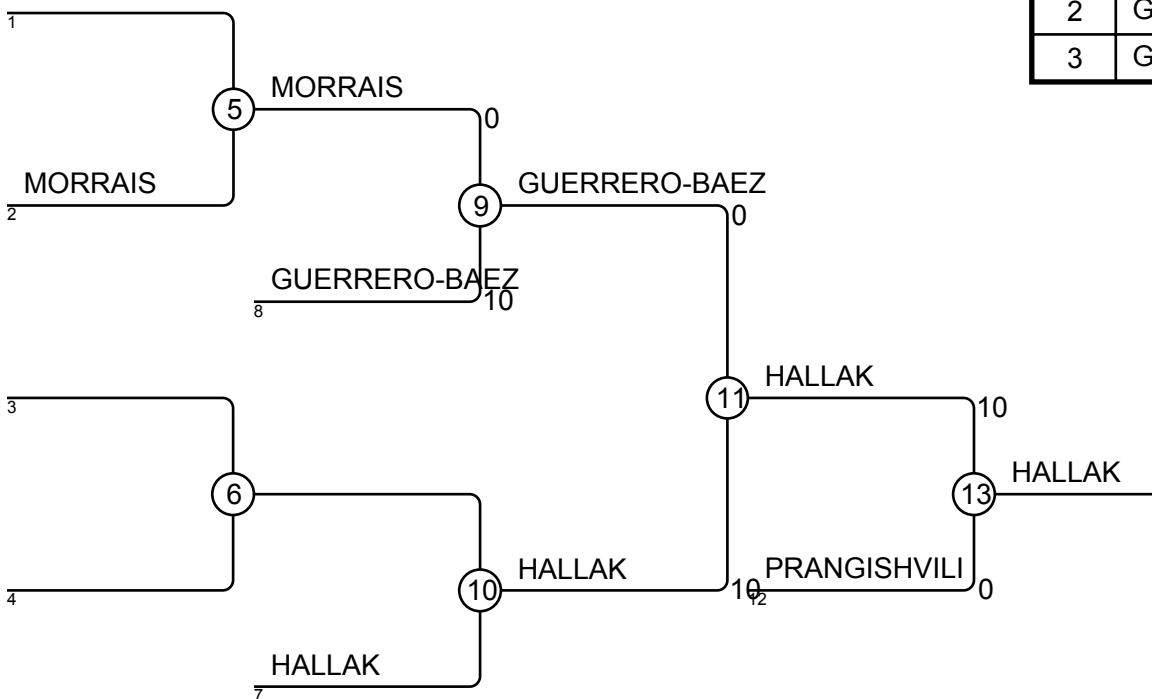 1
2 G
3 G
5
MORRAIS
0
MORRAIS
2
9
GUERRERO-BAEZ
0
GUERRERO-BAEZ
10
8
3
11
HALLAK
10
6
13
HALLAK
4
10
HALLAK
10
12
PRANGISHVILI
0
HALLAK
7